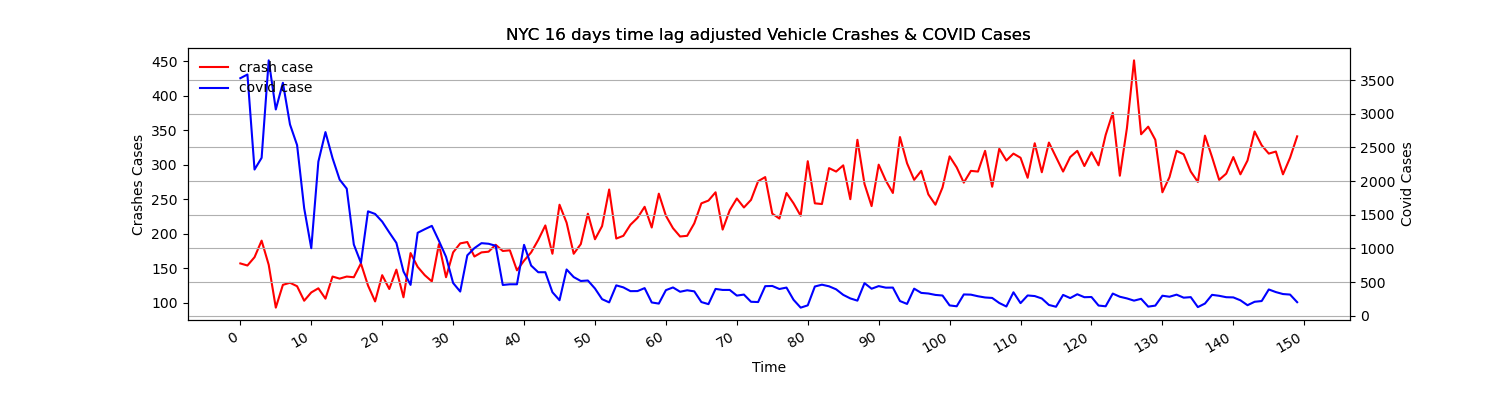 NYC 16 days time lag adjusted Vehicle Crashes & COVID Cases
crash case
covid case
450
400
350
300
250
200
150
100
Crashes Cases
3500
3000
2500
2000
1500
1000
500
0
Covid Cases
0 10 20 30 40 50 60 70 80 90 100 110 120 130 140 150
Time